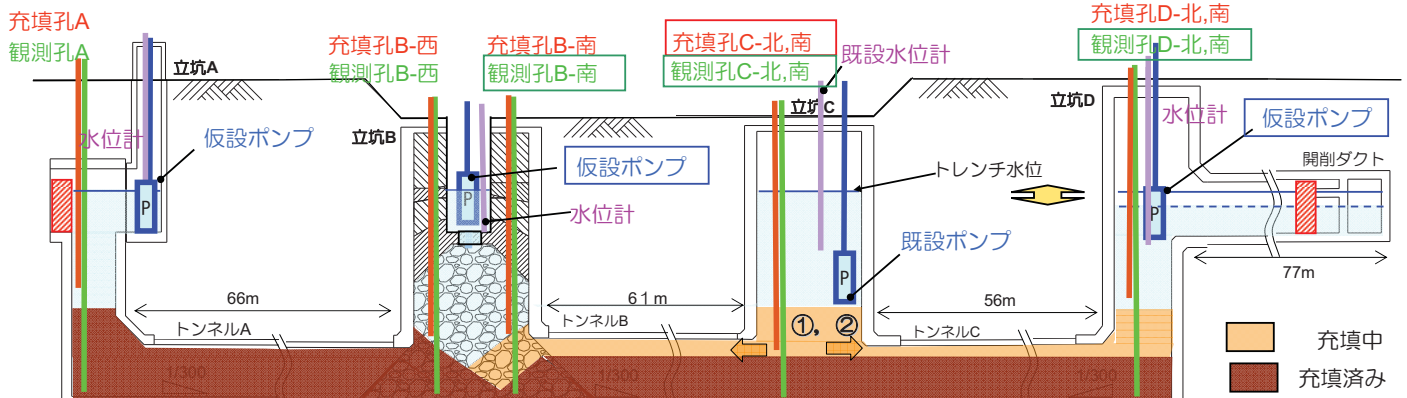 充填孔A
観測孔A
立坑A
水位計
仮設ポンプ
P
66m
トンネルA
1/300
充填孔B-西
観測孔B-西
充填孔B-南
観測孔B-南
立坑B
仮設ポンプ
P
水位計
61m
トンネルB
1/300
充填孔C-北,南
観測孔C-北,南
既設水位計
立坑C
トレンチ水位
既設ポンプ
P
①, ②
56m
トンネルC
1/300
充填孔D-北,南
観測孔D-北,南
立坑D
水位計
仮設ポンプ
P
開削ダクト
77m
充填中
充填済み